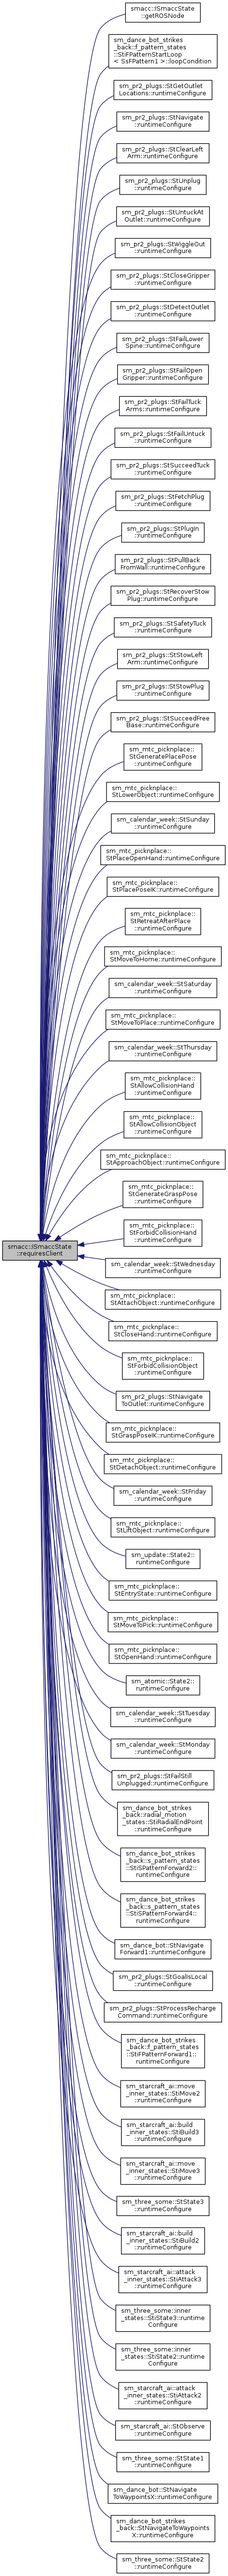 smacc::ISmaccState
::getROSNode
sm_dance_bot_strikes
_back::f_pattern_states
::StiFPatternStartLoop
< SsFPattern1 >::loopCondition
sm_pr2_plugs::StGetOutlet
Locations::runtimeConfigure
sm_pr2_plugs::StNavigate
::runtimeConfigure
sm_pr2_plugs::StClearLeft
Arm::runtimeConfigure
sm_pr2_plugs::StUnplug
::runtimeConfigure
sm_pr2_plugs::StUntuckAt
Outlet::runtimeConfigure
sm_pr2_plugs::StWiggleOut
::runtimeConfigure
sm_pr2_plugs::StCloseGripper
::runtimeConfigure
sm_pr2_plugs::StDetectOutlet
::runtimeConfigure
sm_pr2_plugs::StFailLower
Spine::runtimeConfigure
sm_pr2_plugs::StFailOpen
Gripper::runtimeConfigure
sm_pr2_plugs::StFailTuck
Arms::runtimeConfigure
sm_pr2_plugs::StFailUntuck
::runtimeConfigure
sm_pr2_plugs::StSucceedTuck
::runtimeConfigure
sm_pr2_plugs::StFetchPlug
::runtimeConfigure
sm_pr2_plugs::StPlugIn
::runtimeConfigure
sm_pr2_plugs::StPullBack
FromWall::runtimeConfigure
sm_pr2_plugs::StRecoverStow
Plug::runtimeConfigure
sm_pr2_plugs::StSafetyTuck
::runtimeConfigure
sm_pr2_plugs::StStowLeft
Arm::runtimeConfigure
sm_pr2_plugs::StStowPlug
::runtimeConfigure
sm_pr2_plugs::StSucceedFree
Base::runtimeConfigure
sm_mtc_picknplace::
StGeneratePlacePose
::runtimeConfigure
sm_mtc_picknplace::
StLowerObject::runtimeConfigure
sm_calendar_week::StSunday
::runtimeConfigure
sm_mtc_picknplace::
StPlaceOpenHand::runtimeConfigure
sm_mtc_picknplace::
StPlacePoseIK::runtimeConfigure
sm_mtc_picknplace::
StRetreatAfterPlace
::runtimeConfigure
sm_mtc_picknplace::
StMoveToHome::runtimeConfigure
sm_calendar_week::StSaturday
::runtimeConfigure
sm_mtc_picknplace::
StMoveToPlace::runtimeConfigure
sm_calendar_week::StThursday
::runtimeConfigure
sm_mtc_picknplace::
StAllowCollisionHand
::runtimeConfigure
sm_mtc_picknplace::
StAllowCollisionObject
::runtimeConfigure
sm_mtc_picknplace::
StApproachObject::runtimeConfigure
sm_mtc_picknplace::
StGenerateGraspPose
::runtimeConfigure
sm_mtc_picknplace::
StForbidCollisionHand
::runtimeConfigure
smacc::ISmaccState
::requiresClient
sm_calendar_week::StWednesday
::runtimeConfigure
sm_mtc_picknplace::
StAttachObject::runtimeConfigure
sm_mtc_picknplace::
StCloseHand::runtimeConfigure
sm_mtc_picknplace::
StForbidCollisionObject
::runtimeConfigure
sm_pr2_plugs::StNavigate
ToOutlet::runtimeConfigure
sm_mtc_picknplace::
StGraspPoseIK::runtimeConfigure
sm_mtc_picknplace::
StDetachObject::runtimeConfigure
sm_calendar_week::StFriday
::runtimeConfigure
sm_mtc_picknplace::
StLiftObject::runtimeConfigure
sm_update::State2::
runtimeConfigure
sm_mtc_picknplace::
StEntryState::runtimeConfigure
sm_mtc_picknplace::
StMoveToPick::runtimeConfigure
sm_mtc_picknplace::
StOpenHand::runtimeConfigure
sm_atomic::State2::
runtimeConfigure
sm_calendar_week::StTuesday
::runtimeConfigure
sm_calendar_week::StMonday
::runtimeConfigure
sm_pr2_plugs::StFailStill
Unplugged::runtimeConfigure
sm_dance_bot_strikes
_back::radial_motion
_states::StiRadialEndPoint
::runtimeConfigure
sm_dance_bot_strikes
_back::s_pattern_states
::StiSPatternForward2::
runtimeConfigure
sm_dance_bot_strikes
_back::s_pattern_states
::StiSPatternForward4::
runtimeConfigure
sm_dance_bot::StNavigate
Forward1::runtimeConfigure
sm_pr2_plugs::StGoalIsLocal
::runtimeConfigure
sm_pr2_plugs::StProcessRecharge
Command::runtimeConfigure
sm_dance_bot_strikes
_back::f_pattern_states
::StiFPatternForward1::
runtimeConfigure
sm_starcraft_ai::move
_inner_states::StiMove2
::runtimeConfigure
sm_starcraft_ai::build
_inner_states::StiBuild3
::runtimeConfigure
sm_starcraft_ai::move
_inner_states::StiMove3
::runtimeConfigure
sm_three_some::StState3
::runtimeConfigure
sm_starcraft_ai::build
_inner_states::StiBuild2
::runtimeConfigure
sm_starcraft_ai::attack
_inner_states::StiAttack3
::runtimeConfigure
sm_three_some::inner
_states::StiState3::runtime
Configure
sm_three_some::inner
_states::StiState2::runtime
Configure
sm_starcraft_ai::attack
_inner_states::StiAttack2
::runtimeConfigure
sm_starcraft_ai::StObserve
::runtimeConfigure
sm_three_some::StState1
::runtimeConfigure
sm_dance_bot::StNavigate
ToWaypointsX::runtimeConfigure
sm_dance_bot_strikes
_back::StNavigateToWaypoints
X::runtimeConfigure
sm_three_some::StState2
::runtimeConfigure